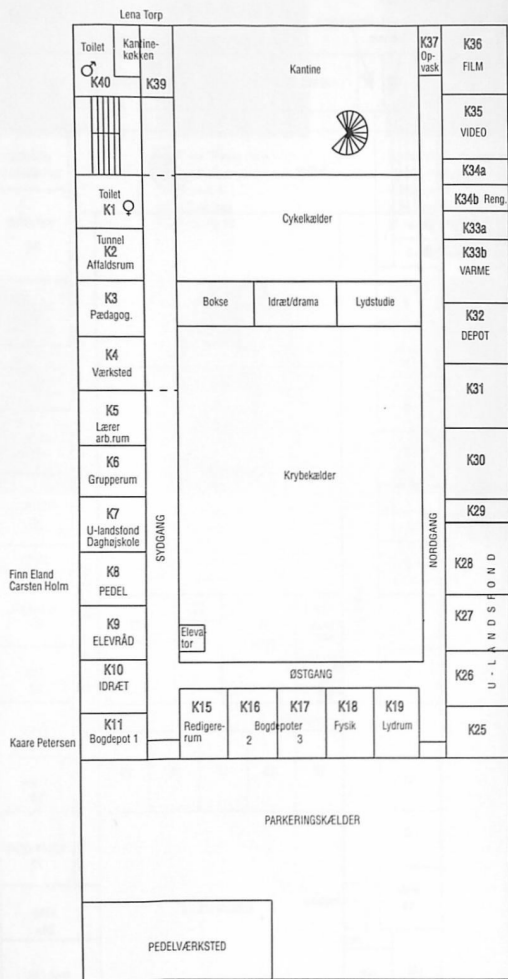 Lena Torp
Toilet
♂
K40
Kantine-
køkken
K39
Kantine
K37
Op-
vask
K36
FILM
K35
VIDEO
K34a
K34b Reng.
K33a
K33b
VARME
K32
DEPOT
K31
K30
K29
K28
K27
K26
K25
U-LANDSFOND
Toilet
K1 ♀
Tunnel
K2
Affaldsrum
K3
Pædagog.
K4
Værksted
K5
Lærer
arb.rum
K6
Grupperum
K7
U-landsfond
Daghøjskole
Finn Eland
Carsten Holm
K8
PEDEL
K9
ELEVRÅD
K10
IDRÆT
Kaare Petersen
K11
Bogdepot 1
SYDGANG
Cykelkælder
Bokse
Idræt/drama
Lydstudie
Krybekælder
Eleva-
tor
NORDGANG
ØSTGANG
K15
Redigere-
rum
K16 K17
Bogdepoter
2 3
K18
Fysik
K19
Lydrum
PARKERINGSKÆLDER
PEDELVÆRKSTED